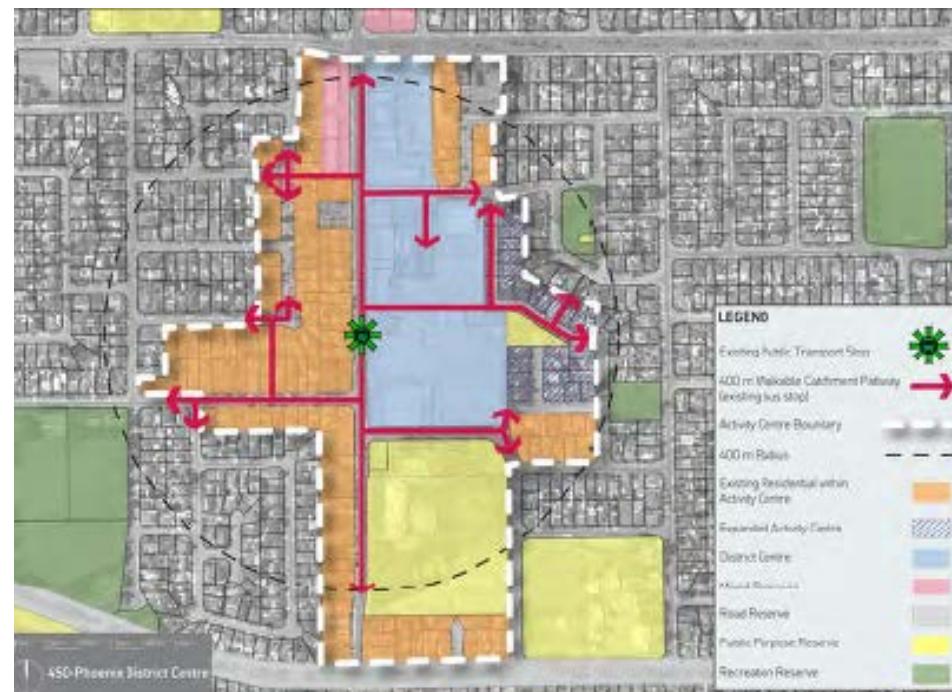 LEGEND
Existing Public Transport Stop
400 m Walkable Catchment Pathway
(existing bus stop)
Activity Centre Boundary
400 m Radius
Existing Residential within
Activity Centre
Expanded Activity Centre
District Centre
Road Reserve
Public Purpose Reserve
Recreation Reserve
450-Phoenix District Centre